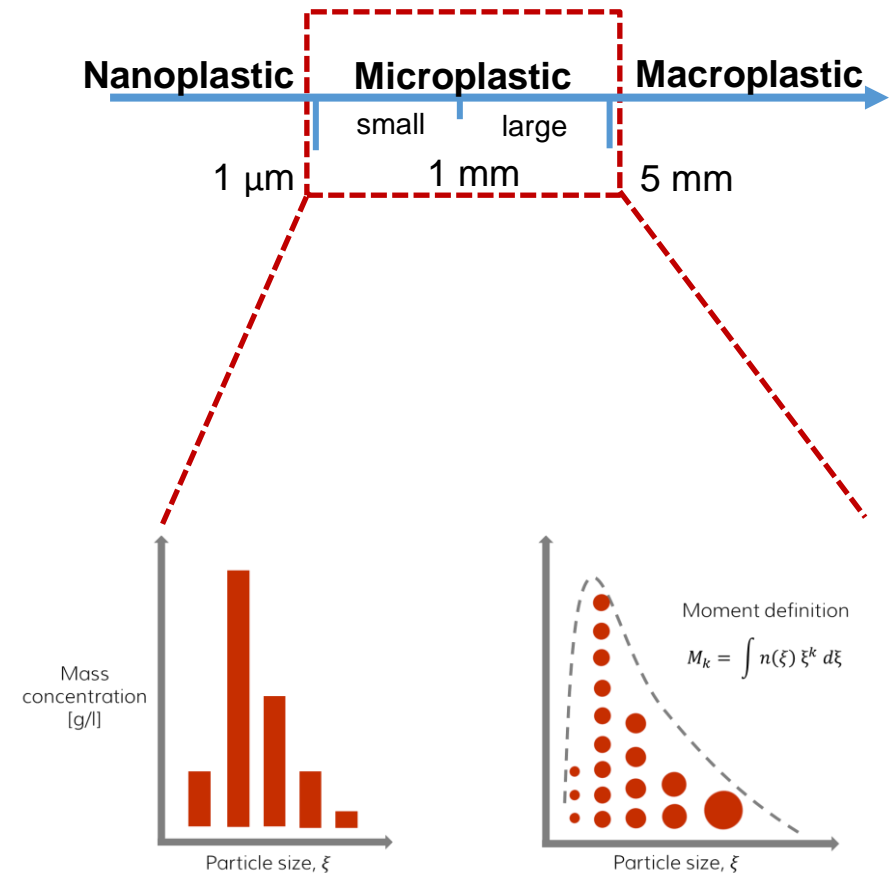 Nanoplastic Microplastic Macroplastic
small large
1 μm 1 mm 5 mm
Mass
concentration
[g/l]
Particle size, ξ
Moment definition
M_k = ∫ n(ξ) ξ^k dξ
Particle size, ξ